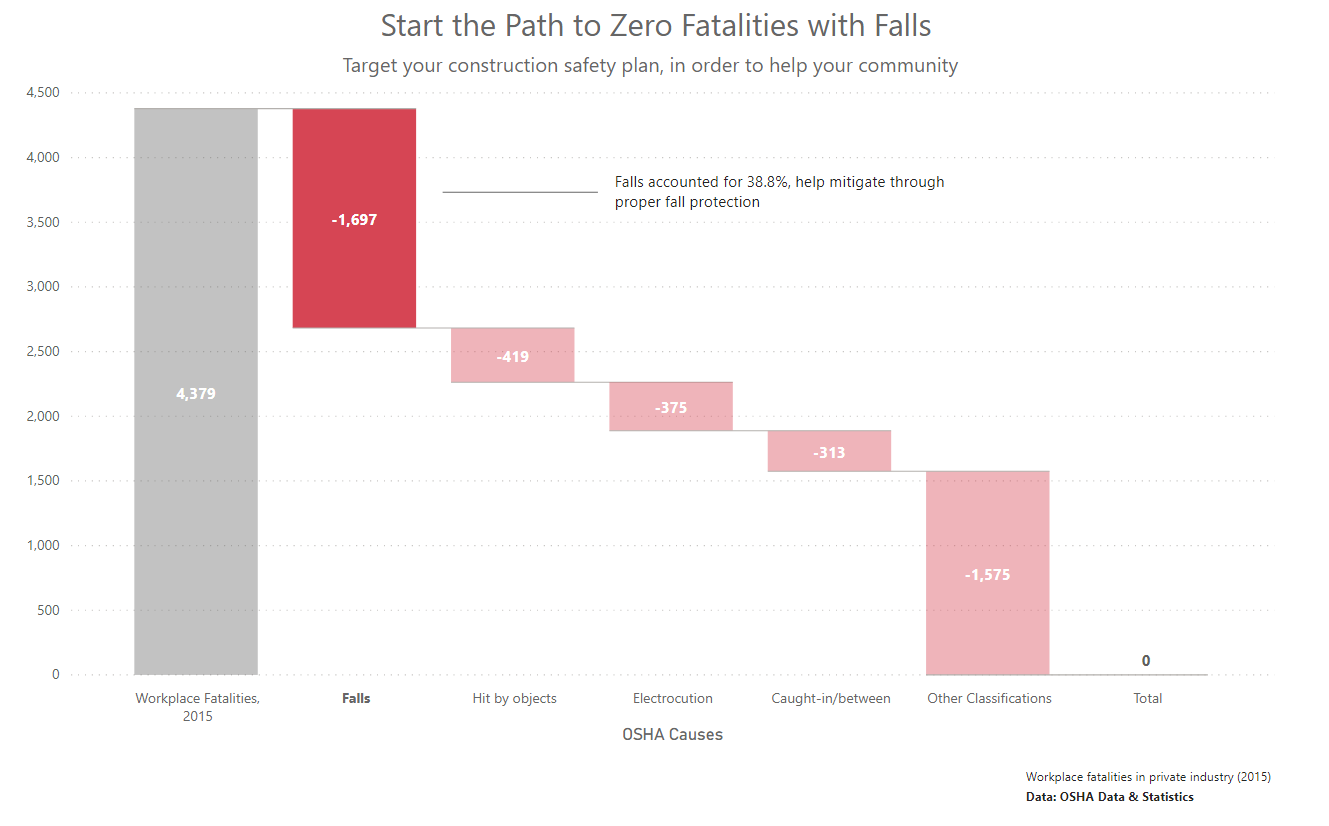 Start the Path to Zero Fatalities with Falls
Target your construction safety plan, in order to help your community
4,500
4,000
3,500
3,000
2,500
2,000
1,500
1,000
500
0
4,379
-1,697
Falls accounted for 38.8%, help mitigate through
proper fall protection
-419
-375
-313
-1,575
0
Workplace Fatalities,
2015
Falls
Hit by objects
Electrocution
Caught-in/between
Other Classifications
Total
OSHA Causes
Workplace fatalities in private industry (2015)
Data: OSHA Data & Statistics